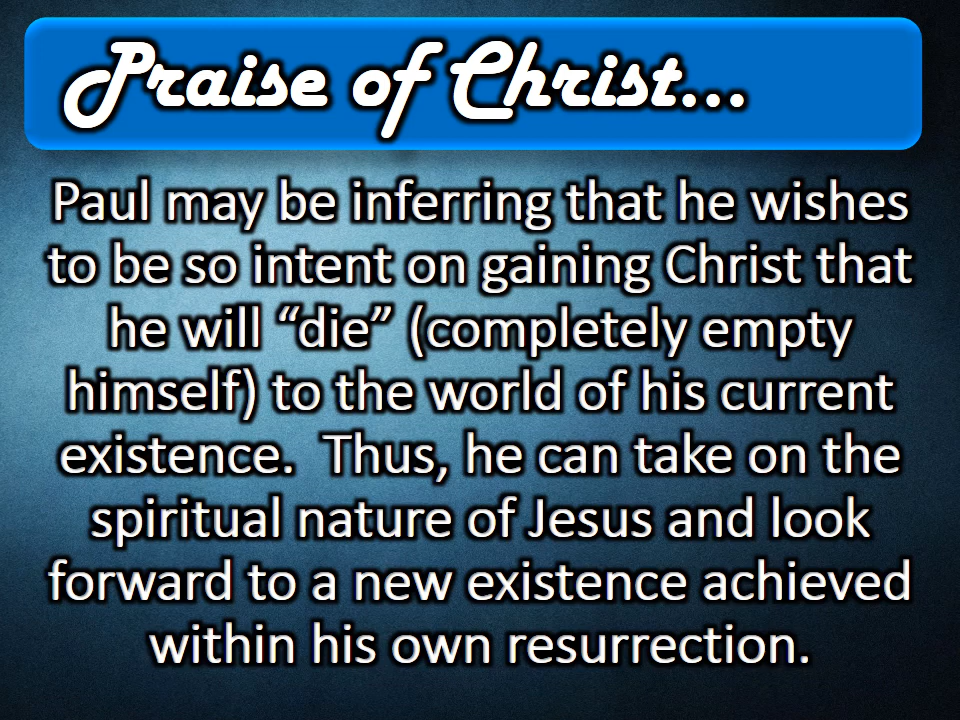 Praise of Christ…
Paul may be inferring that he wishes
to be so intent on gaining Christ that
he will “die” (completely empty
himself) to the world of his current
existence.  Thus, he can take on the
spiritual nature of Jesus and look
forward to a new existence achieved
within his own resurrection.